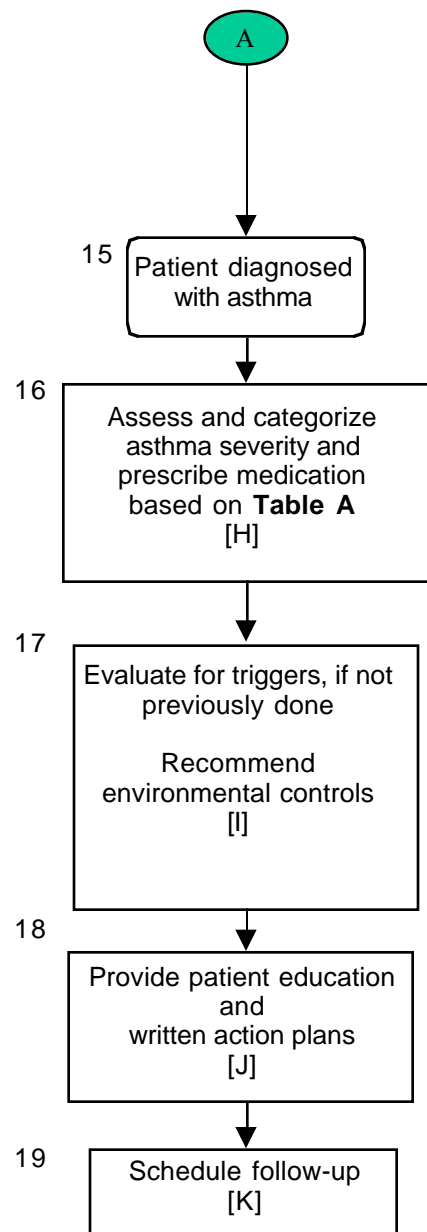 A
15
Patient diagnosed
with asthma
16
Assess and categorize
asthma severity and
prescribe medication
based on Table A
[H]
17
Evaluate for triggers, if not
previously done
Recommend
environmental controls
[I]
18
Provide patient education
and
written action plans
[J]
19
Schedule follow-up
[K]